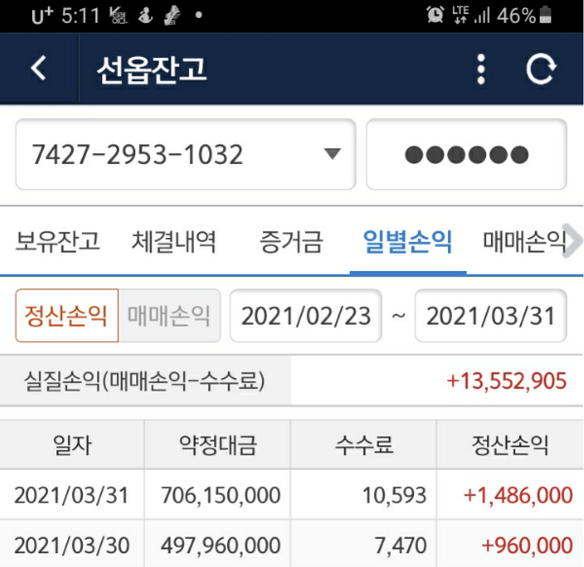 U+ 5:11 LTE 46%
선옵잔고
7427-2953-1032 ●●●●●●
보유잔고 체결내역 증거금 일별손익 매매손익
정산손익 매매손익 2021/02/23 ~ 2021/03/31
실질손익(매매손익-수수료) +13,552,905
일자 약정대금 수수료 정산손익
2021/03/31 706,150,000 10,593 +1,486,000
2021/03/30 497,960,000 7,470 +960,000